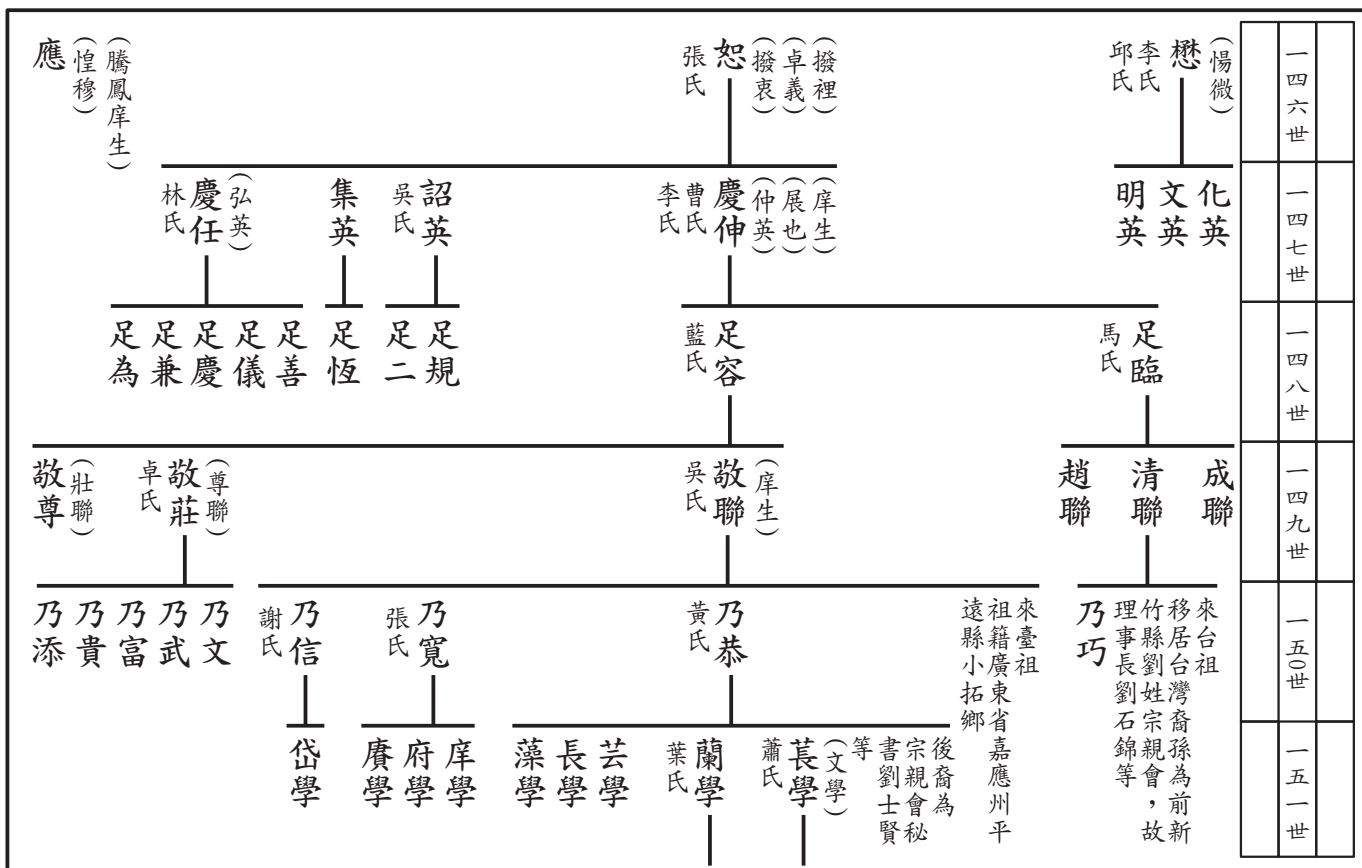 一四六世
(愓微)
懋
李氏
邱氏
(撥裡)
(卓義)
恕
(撥衷)
張氏
(騰鳳庠生)
(惶穆)
應
一四七世
化英
文英
明英
(庠生)
(展也)
(仲英)
慶伸
曹氏
李氏
詔英
吳氏
集英
(弘英)
慶任
林氏
一四八世
足臨
馬氏
足容
藍氏
足規
足二
足恆
足善
足儀
足慶
足兼
足為
一四九世
成聯
清聯
趙聯
(庠生)
敬聯
吳氏
(尊聯)
敬莊
卓氏
(壯聯)
敬尊
一五○世
來台祖
移居台灣裔孫為前新
竹縣劉姓宗親會,故
理事長劉石錦等
乃巧
來臺祖
祖籍廣東省嘉應州平
遠縣小拓鄉
乃恭
黃氏
乃寬
張氏
乃信
謝氏
乃文
乃武
乃富
乃貴
乃添
一五一世
後裔為
宗親會秘
書劉士賢
等
(文學)
萇學
蕭氏
蘭學
葉氏
芸學
長學
藻學
庠學
府學
賡學
岱學